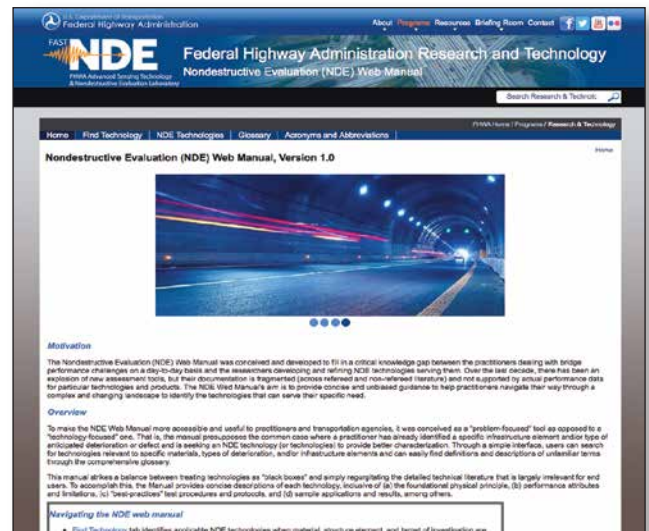 U.S. Department of Transportation
Federal Highway Administration
About Programs Resources Briefing Room Contact
FAST
NDE
FHWA Advanced Sensing Technology
& Nondestructive Evaluation Laboratory
Federal Highway Administration Research and Technology
Nondestructive Evaluation (NDE) Web Manual
Search Research & Technolo
FHWA Home / Programs / Research & Technology
Home | Find Technology | NDE Technologies | Glossary | Acronyms and Abbreviations |
Home
Nondestructive Evaluation (NDE) Web Manual, Version 1.0
Motivation
The Nondestructive Evaluation (NDE) Web Manual was conceived and developed to fill in a critical knowledge gap between the practitioners dealing with bridge
performance challenges on a day-to-day basis and the researchers developing and refining NDE technologies serving them. Over the last decade, there has been an
explosion of new assessment tools, but their documentation is fragmented (across refereed and non-refereed literature) and not supported by actual performance data
for particular technologies and products. The NDE Wed Manual's aim is to provide concise and unbiased guidance to help practitioners navigate their way through a
complex and changing landscape to identify the technologies that can serve their specific need.
Overview
To make the NDE Web Manual more accessible and useful to practitioners and transportation agencies, it was conceived as a "problem-focused" tool as opposed to a
"technology-focused" one. That is, the manual presupposes the common case where a practitioner has already identified a specific infrastructure element and/or type of
anticipated deterioration or defect and is seeking an NDE technology (or technologies) to provide better characterization. Through a simple interface, users can search
for technologies relevant to specific materials, types of deterioration, and/or infrastructure elements and can easily find definitions and descriptions of unfamiliar terms
through the comprehensive glossary.
This manual strikes a balance between treating technologies as "black boxes" and simply regurgitating the detailed technical literature that is largely irrelevant for end
users. To accomplish this, the Manual provides concise descriptions of each technology, inclusive of (a) the foundational physical principle, (b) performance attributes
and limitations, (c) "best-practices" test procedures and protocols, and (d) sample applications and results, among others.
Navigating the NDE web manual
• Find Technology tab identifies applicable NDE technologies when material, structure element, and target of investigation are